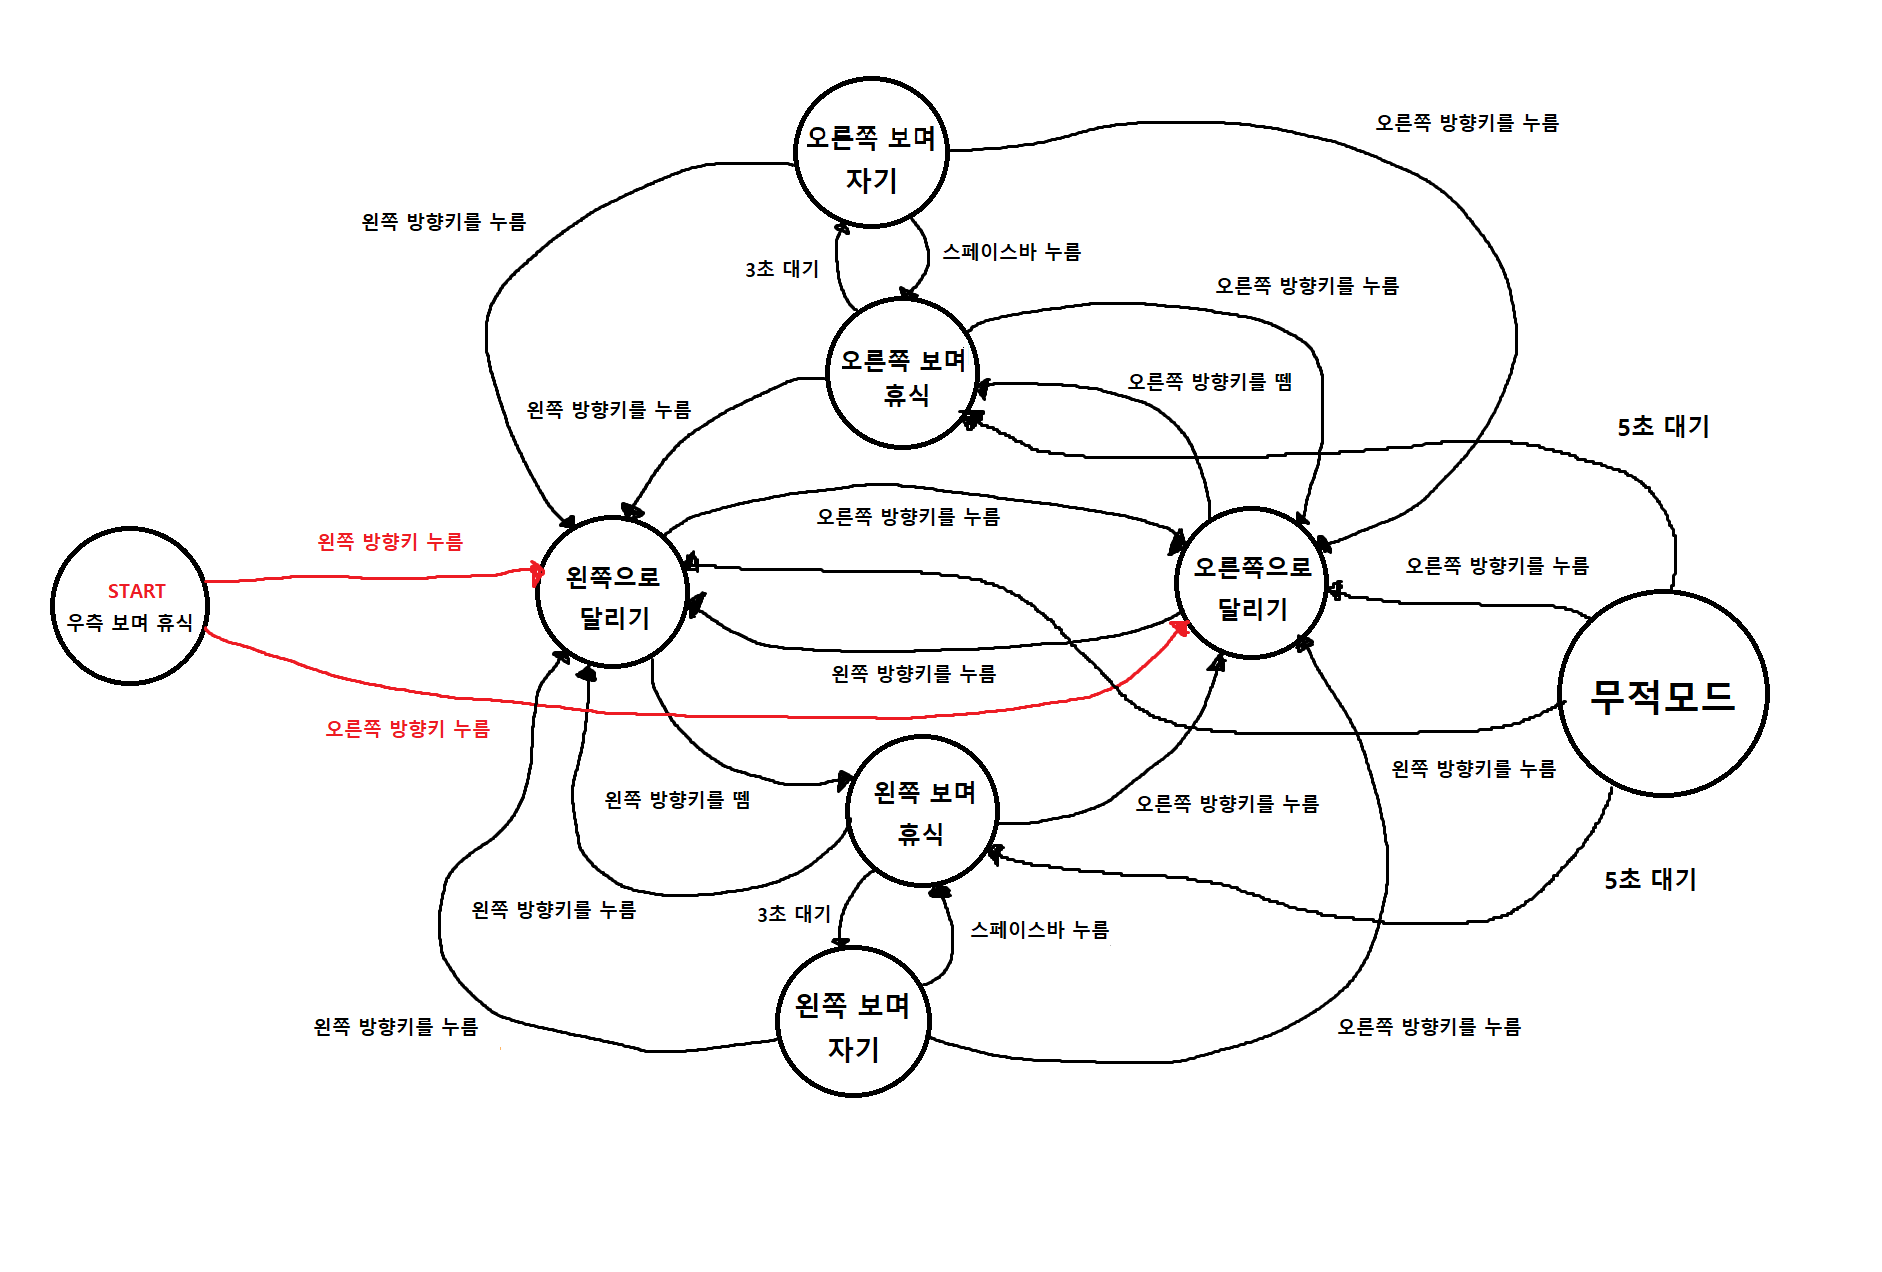 오른쪽 방향키를 누름
오른쪽 보며
자기
왼쪽 방향키를 누름
스페이스바 누름
3초 대기
오른쪽 방향키를 누름
오른쪽 보며
휴식
오른쪽 방향키를 뗌
왼쪽 방향키를 누름
5초 대기
오른쪽 방향키를 누름
왼쪽 방향키 누름
START
우측 보며 휴식
왼쪽으로
달리기
오른쪽으로
달리기
오른쪽 방향키를 누름
왼쪽 방향키를 누름
무적모드
오른쪽 방향키 누름
왼쪽 방향키를 누름
왼쪽 방향키를 뗌
왼쪽 보며
휴식
오른쪽 방향키를 누름
5초 대기
왼쪽 방향키를 누름
3초 대기
스페이스바 누름
왼쪽 보며
자기
왼쪽 방향키를 누름
오른쪽 방향키를 누름